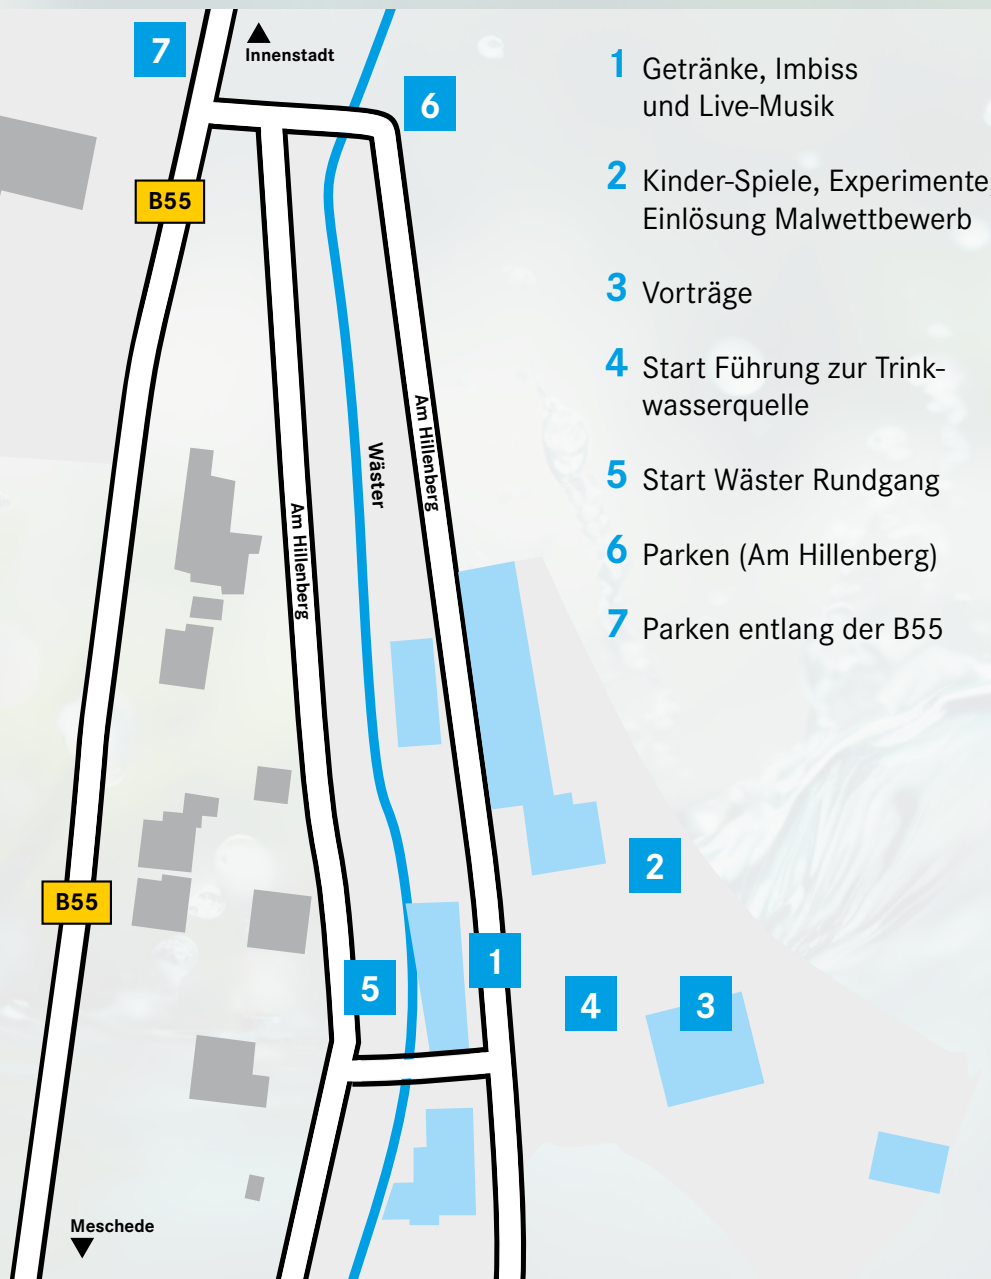 7
Innenstadt
6
B55
Am Hillenberg
Wäster
Am Hillenberg
B55
2
1
5
4
3
Meschede
1 Getränke, Imbiss
und Live-Musik
2 Kinder-Spiele, Experimente,
Einlösung Malwettbewerb
3 Vorträge
4 Start Führung zur Trink-
wasserquelle
5 Start Wäster Rundgang
6 Parken (Am Hillenberg)
7 Parken entlang der B55